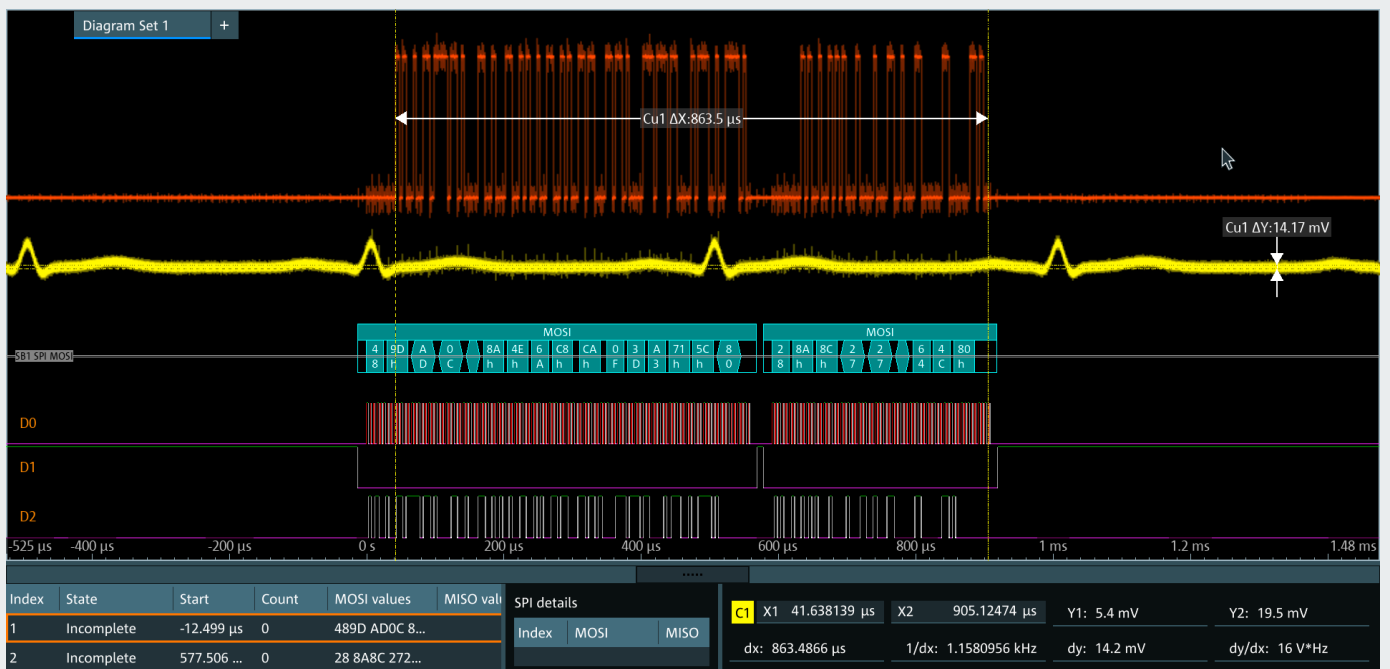 Diagram Set 1 +
Cu1 ΔX:863.5 µs
Cu1 ΔY:14.17 mV
MOSI MOSI
SB1 SPI MOSI
4 9D A 0 8A 4E 6 C8 CA 0 3 A 71 5C 8 2 8A 8C 2 2 6 4 80
8 h D C h h A h h F D 3 h h 0 8 h h 7 7 4 C h
D0
D1
D2
-525 µs -400 µs -200 µs 0 s 200 µs 400 µs 600 µs 800 µs 1 ms 1.2 ms 1.48 ms
Index State Start Count MOSI values MISO valu
1 Incomplete -12.499 µs 0 489D AD0C 8...
2 Incomplete 577.506 ... 0 28 8A8C 272...
SPI details
Index MOSI MISO
C1 X1 41.638139 µs X2 905.12474 µs Y1: 5.4 mV Y2: 19.5 mV
dx: 863.4866 µs 1/dx: 1.1580956 kHz dy: 14.2 mV dy/dx: 16 V*Hz